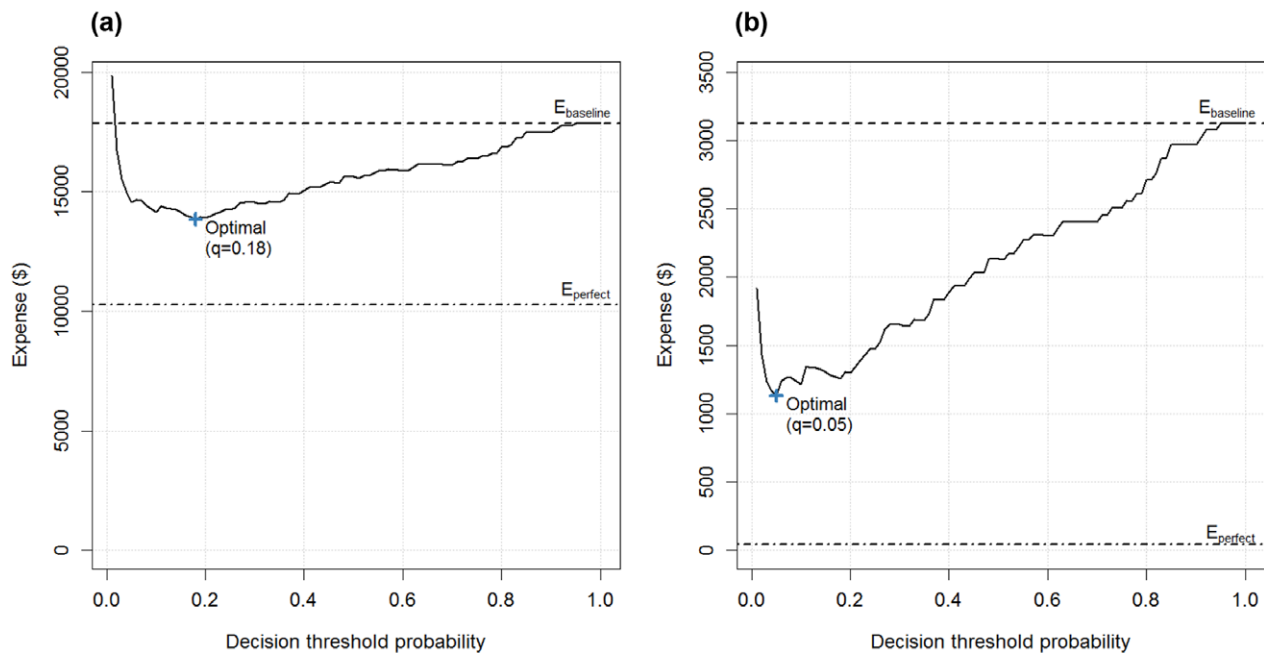 (a)
Expense ($)
20000
15000
10000
5000
0
E_baseline
Optimal
(q=0.18)
E_perfect
0.0 0.2 0.4 0.6 0.8 1.0
Decision threshold probability
(b)
Expense ($)
3500
3000
2500
2000
1500
1000
500
0
E_baseline
Optimal
(q=0.05)
E_perfect
0.0 0.2 0.4 0.6 0.8 1.0
Decision threshold probability